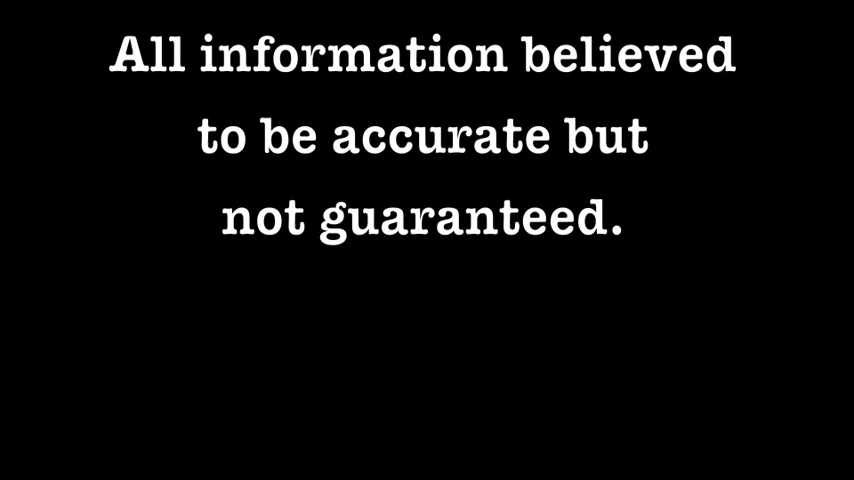 All information believed
to be accurate but
not guaranteed.